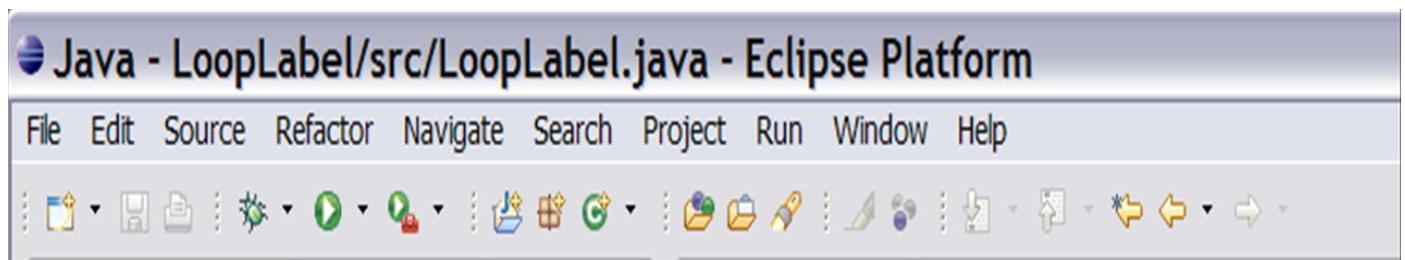 Java - LoopLabel/src/LoopLabel.java - Eclipse Platform
File Edit Source Refactor Navigate Search Project Run Window Help